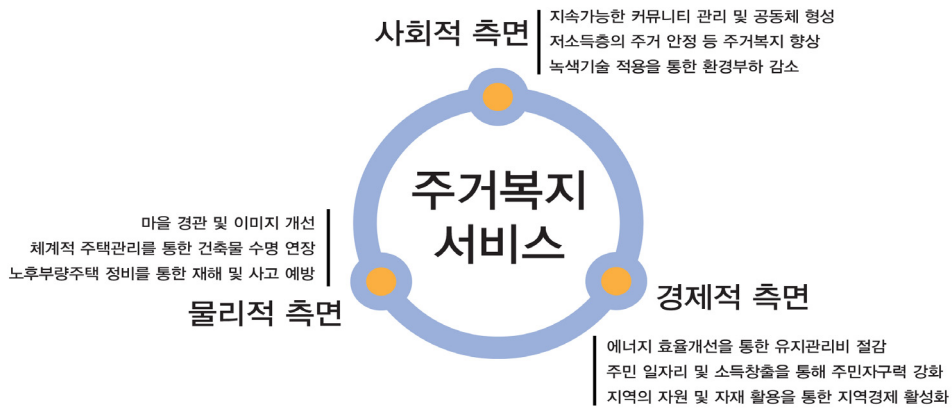 사회적 측면
지속가능한 커뮤니티 관리 및 공동체 형성
저소득층의 주거 안정 등 주거복지 향상
녹색기술 적용을 통한 환경부하 감소
주거복지
서비스
마을 경관 및 이미지 개선
체계적 주택관리를 통한 건축물 수명 연장
노후부량주택 정비를 통한 재해 및 사고 예방
물리적 측면
경제적 측면
에너지 효율개선을 통한 유지관리비 절감
주민 일자리 및 소득창출을 통해 주민자구력 강화
지역의 자원 및 자재 활용을 통한 지역경제 활성화